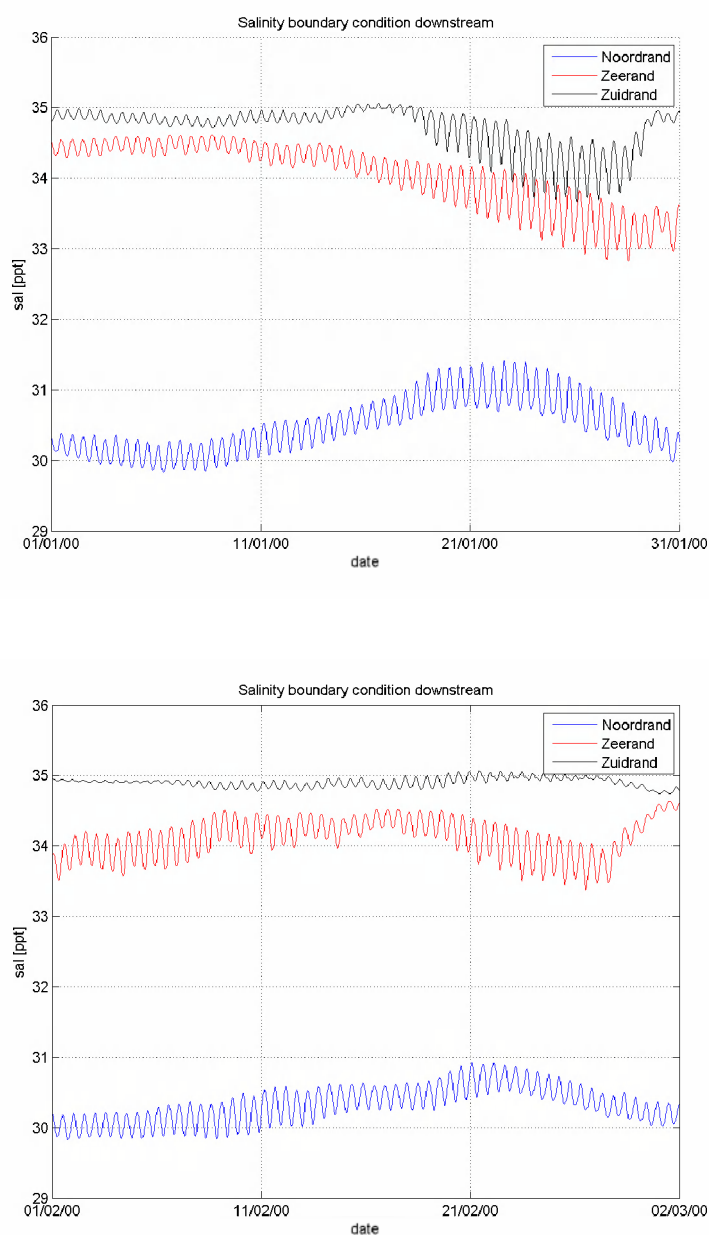 Salinity boundary condition downstream
36
35
34
33
32
31
30
29
sal [ppt]
Noordrand
Zeerand
Zuidrand
01/01/00
11/01/00
21/01/00
31/01/00
date
Salinity boundary condition downstream
36
35
34
33
32
31
30
29
sal [ppt]
Noordrand
Zeerand
Zuidrand
01/02/00
11/02/00
21/02/00
02/03/00
date